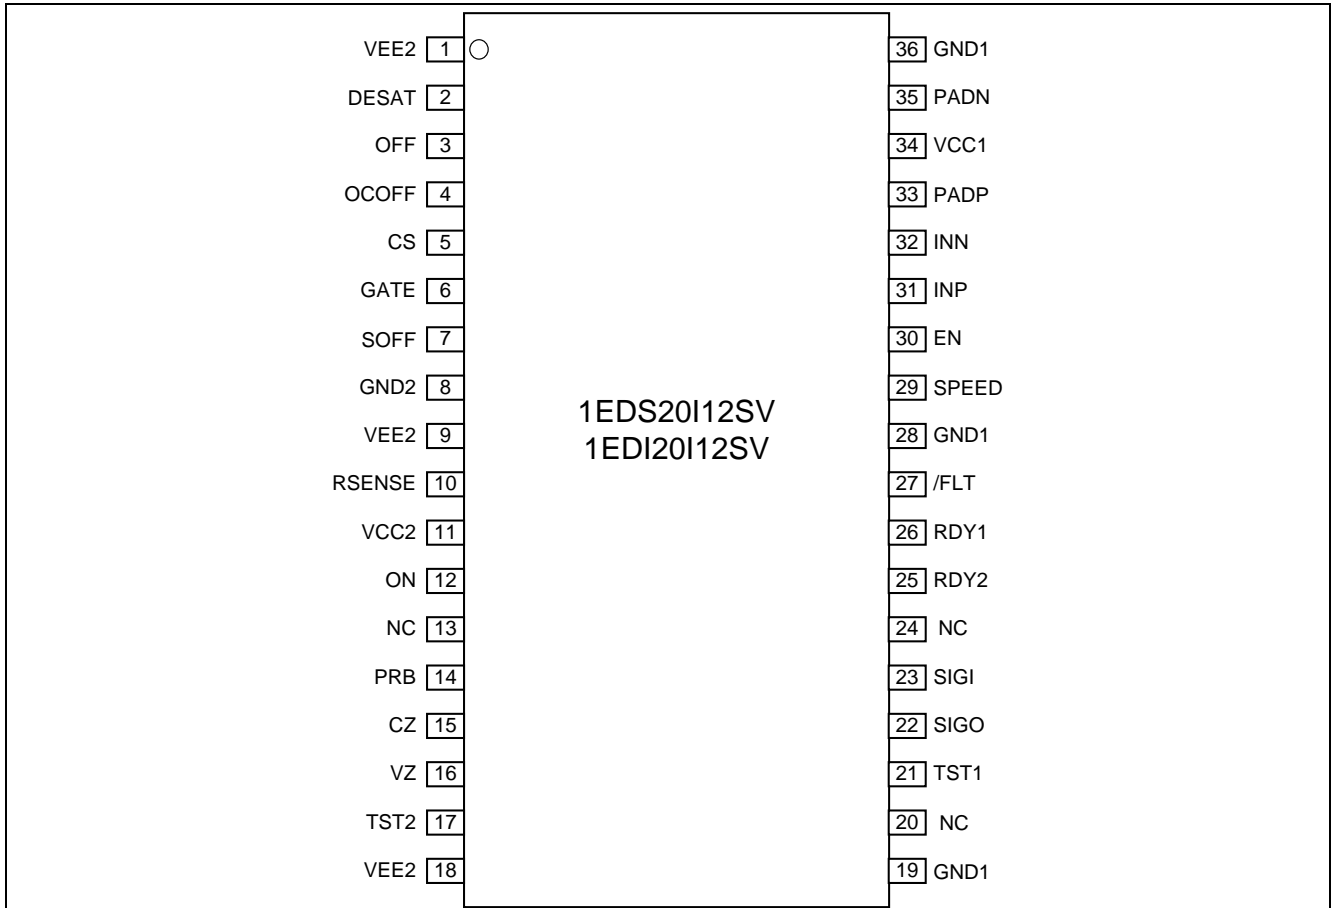 VEE2 1 36 GND1
DESAT 2 35 PADN
OFF 3 34 VCC1
OCOFF 4 33 PADP
CS 5 32 INN
GATE 6 31 INP
SOFF 7 30 EN
GND2 8 29 SPEED
1EDS20I12SV
1EDI20I12SV
VEE2 9 28 GND1
RSENSE 10 27 /FLT
VCC2 11 26 RDY1
ON 12 25 RDY2
NC 13 24 NC
PRB 14 23 SIGI
CZ 15 22 SIGO
VZ 16 21 TST1
TST2 17 20 NC
VEE2 18 19 GND1